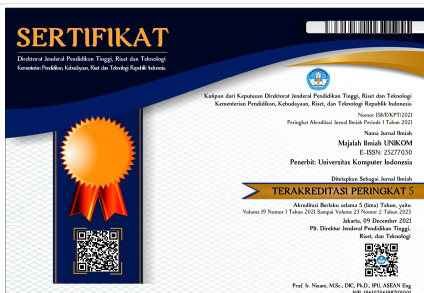 SERTIFIKAT
Direktorat Jenderal Pendidikan Tinggi, Riset dan Teknologi
Kementerian Pendidikan, Kebudayaan, Riset dan Teknologi Republik Indonesia
Kutipan dari Keputusan Direktorat Jenderal Pendidikan Tinggi, Riset dan Teknologi
Kementerian Pendidikan, Kebudayaan, Riset, dan Teknologi Republik Indonesia
Nomor 158/E/KPT/2021
Peringkat Akreditasi Jurnal Ilmiah Periode 1 Tahun 2021
Nama Jurnal Ilmiah
Majalah Ilmiah UNIKOM
E-ISSN: 25277030
Penerbit: Universitas Komputer Indonesia
Ditetapkan Sebagai Jurnal Ilmiah
TERAKREDITASI PERINGKAT 5
Akreditasi Berlaku selama 5 (lima) Tahun, yaitu
Volume 19 Nomor 1 Tahun 2021 Sampai Volume 23 Nomor 2 Tahun 2025
Jakarta, 09 December 2021
Plt. Direktur Jenderal Pendidikan Tinggi,
Riset, dan Teknologi
Prof. Ir. Nizam, M.Sc., DIC, Ph.D., IPU, ASEAN Eng